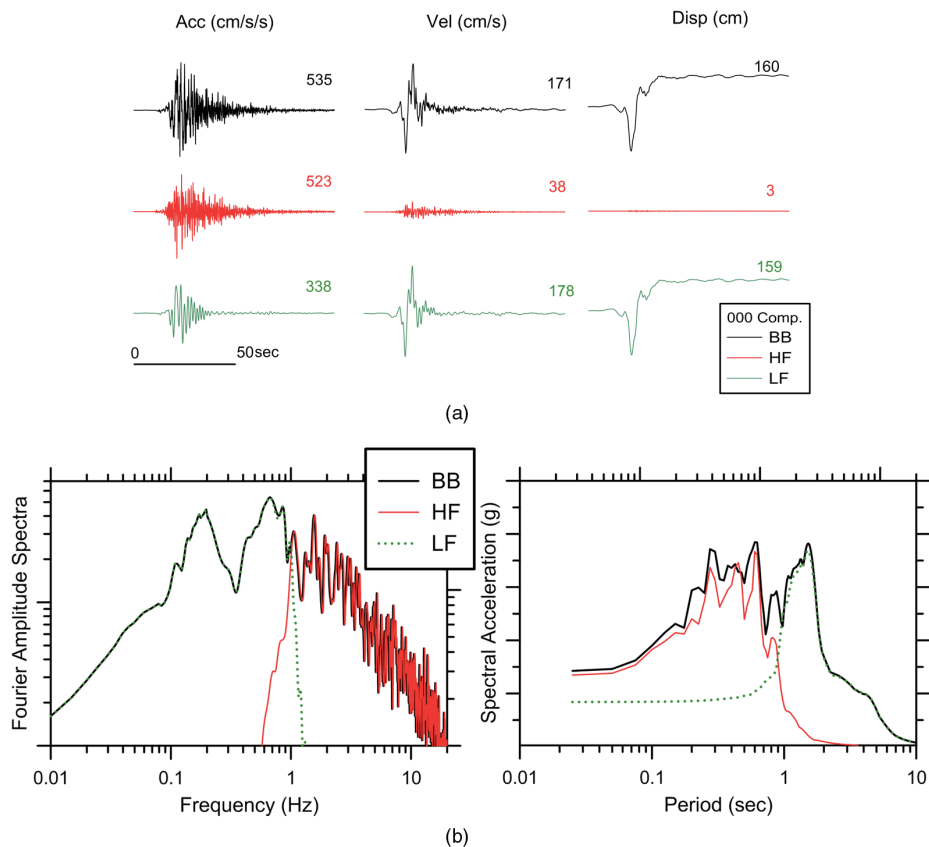 Acc (cm/s/s) Vel (cm/s) Disp (cm)
535 171 160
523 38 3
338 178 159
0 50sec
000 Comp.
BB
HF
LF
(a)
Fourier Amplitude Spectra
BB
HF
LF
0.01 0.1 1 10
Frequency (Hz)
Spectral Acceleration (g)
0.01 0.1 1 10
Period (sec)
(b)